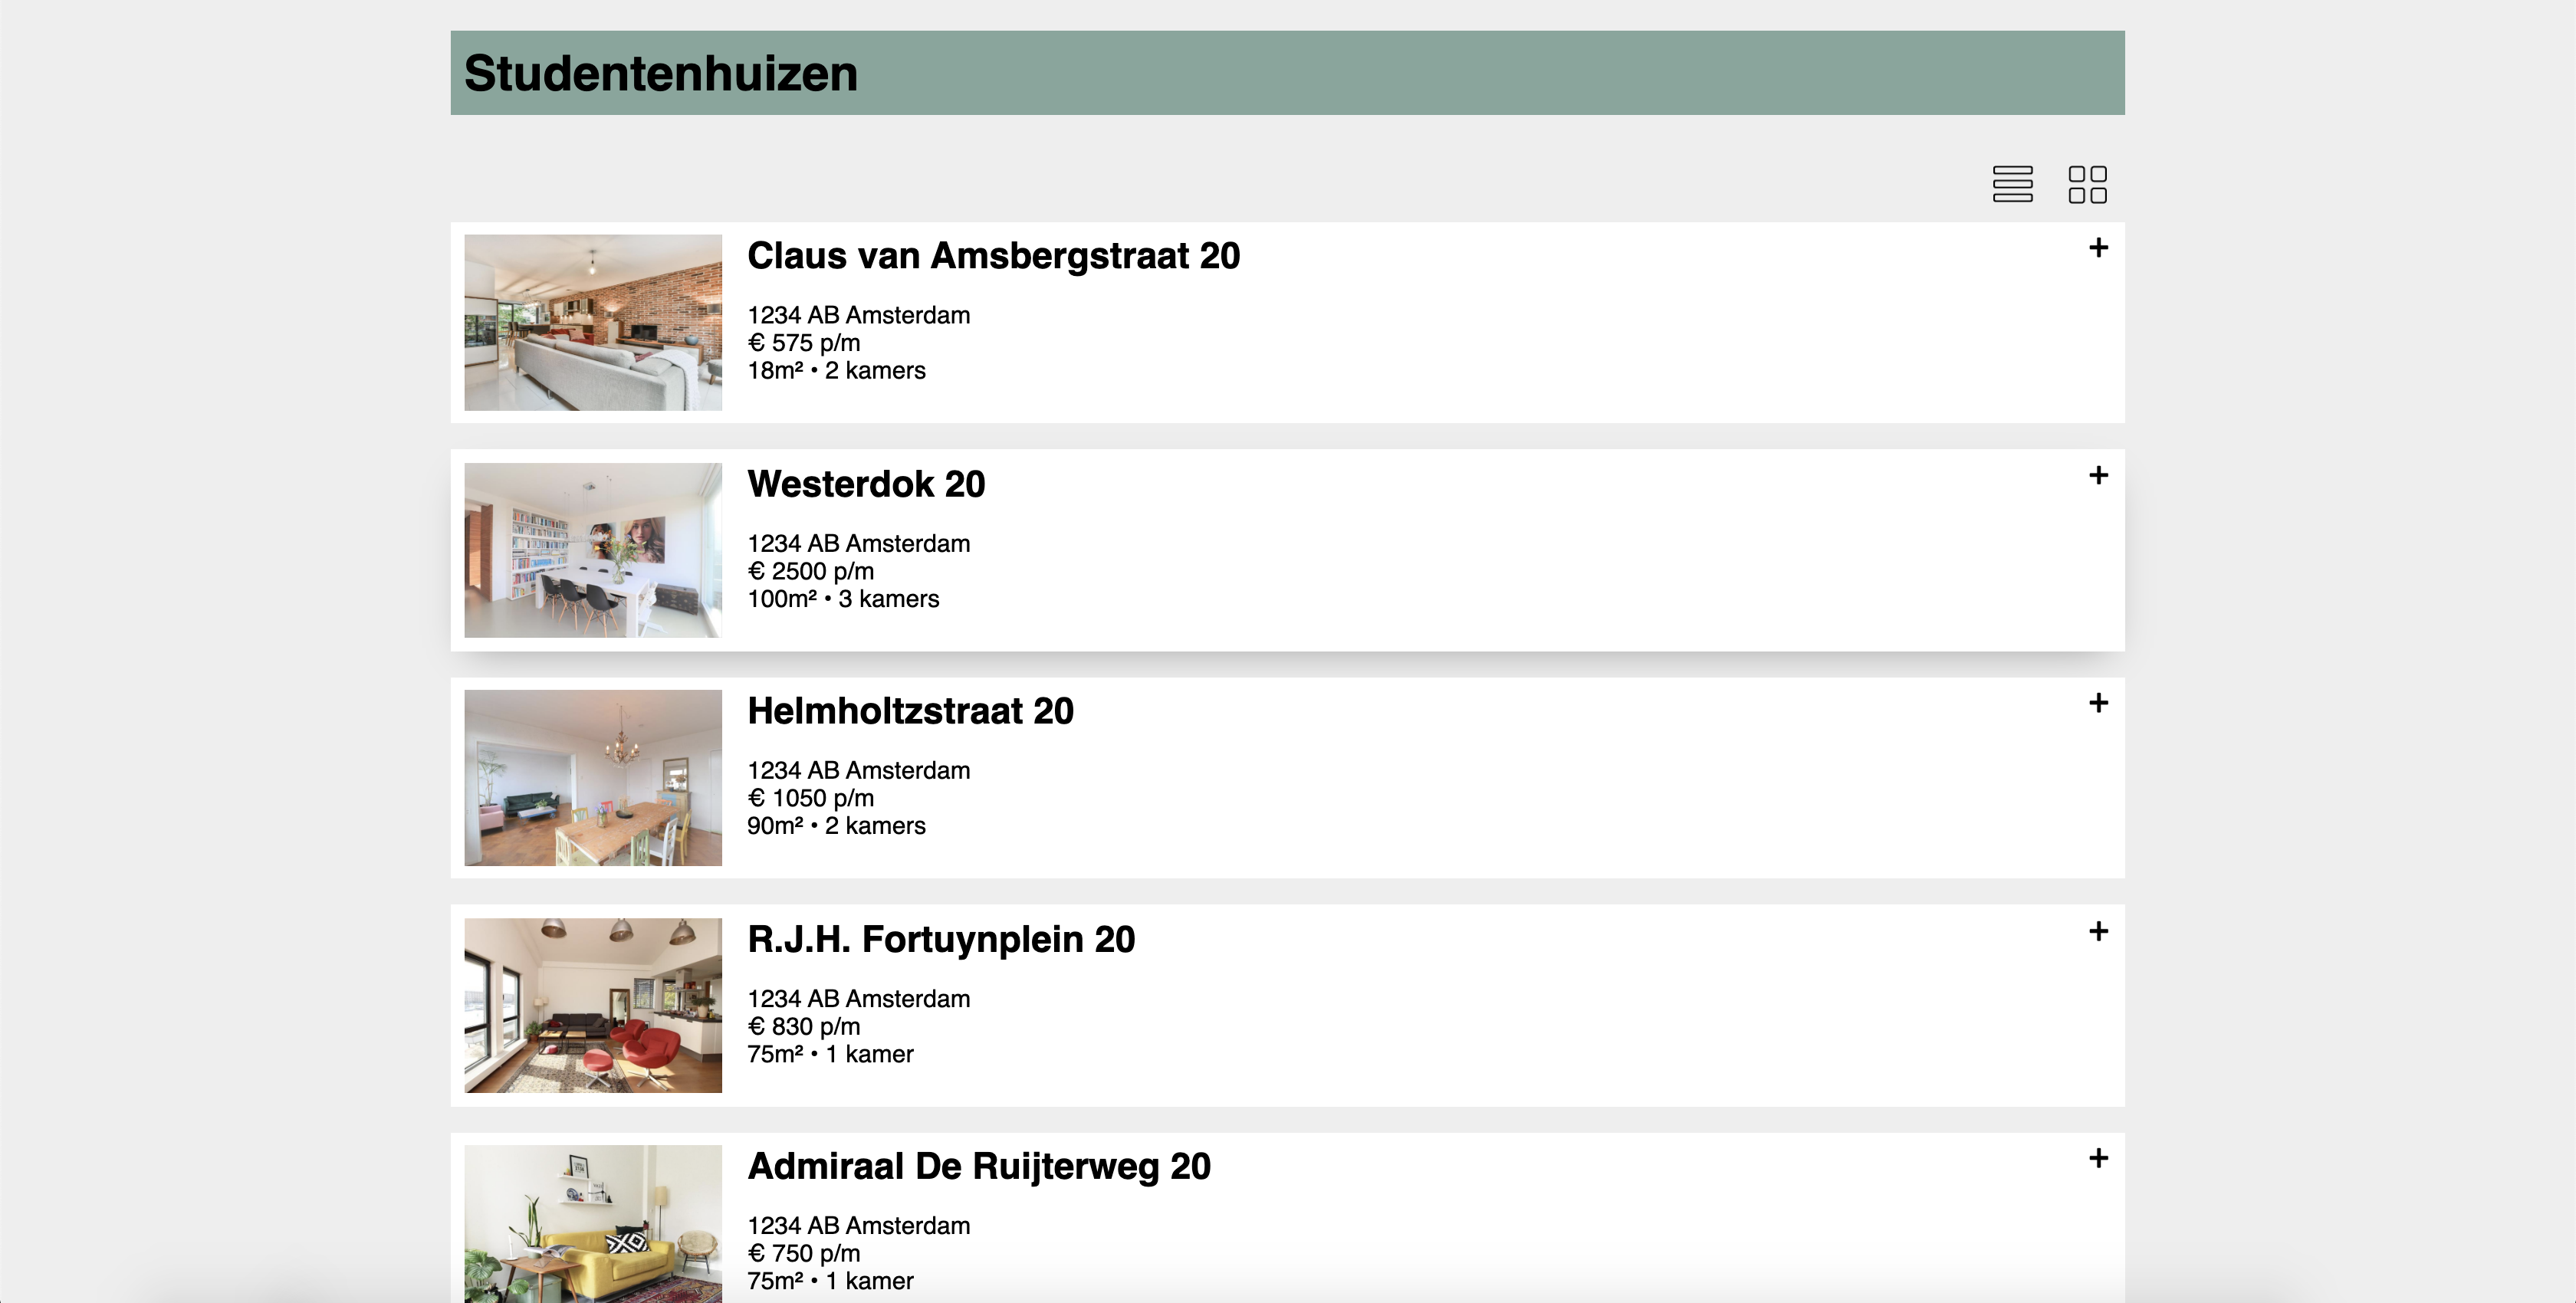 Studentenhuizen
Claus van Amsbergstraat 20
+
1234 AB Amsterdam
€ 575 p/m
18m² • 2 kamers
Westerdok 20
+
1234 AB Amsterdam
€ 2500 p/m
100m² • 3 kamers
Helmholtzstraat 20
+
1234 AB Amsterdam
€ 1050 p/m
90m² • 2 kamers
R.J.H. Fortuynplein 20
+
1234 AB Amsterdam
€ 830 p/m
75m² • 1 kamer
Admiraal De Ruijterweg 20
+
1234 AB Amsterdam
€ 750 p/m
75m² • 1 kamer